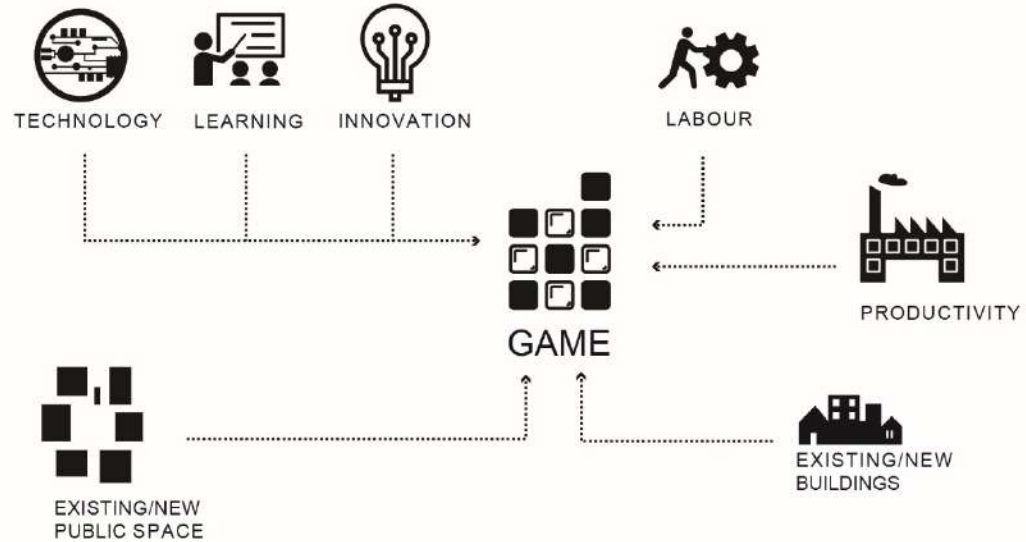 TECHNOLOGY
LEARNING
INNOVATION
LABOUR
PRODUCTIVITY
GAME
EXISTING/NEW
BUILDINGS
EXISTING/NEW
PUBLIC SPACE